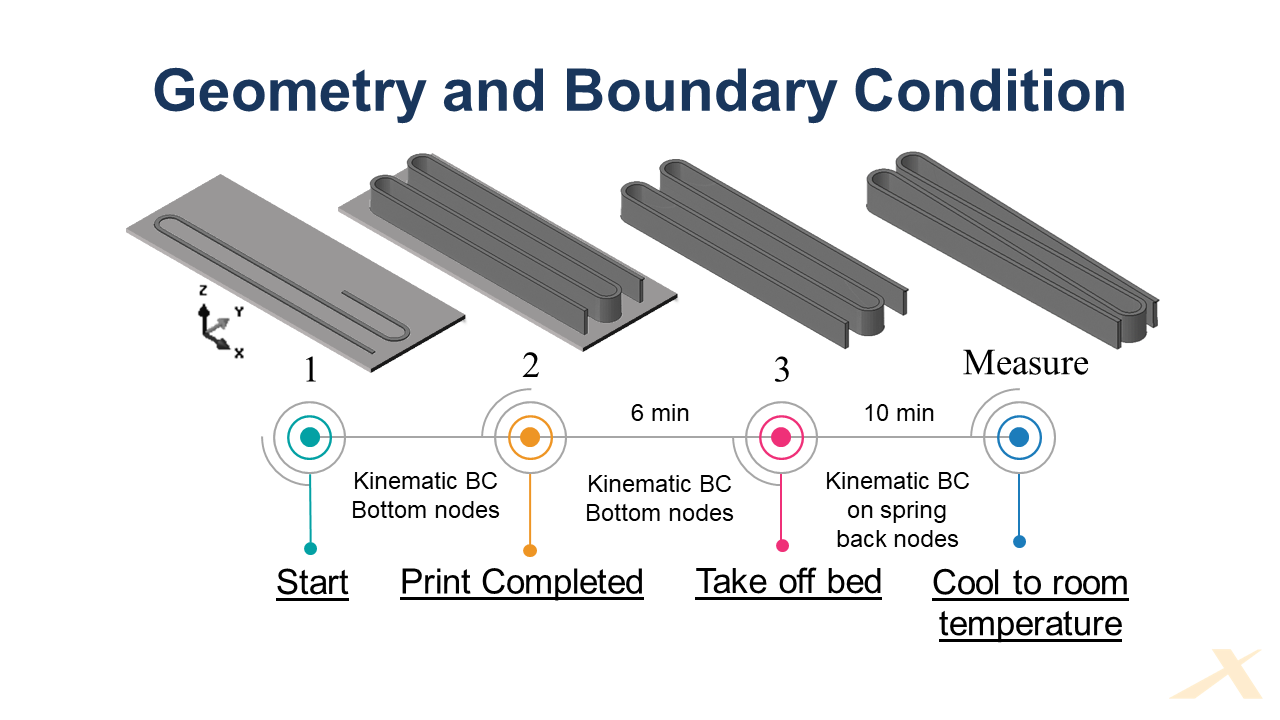 Geometry and Boundary Condition
Z
Y
X
1
2
3
Measure
6 min
10 min
Kinematic BC
Bottom nodes
Kinematic BC
Bottom nodes
Kinematic BC
on spring
back nodes
Start
Print Completed
Take off bed
Cool to room
temperature